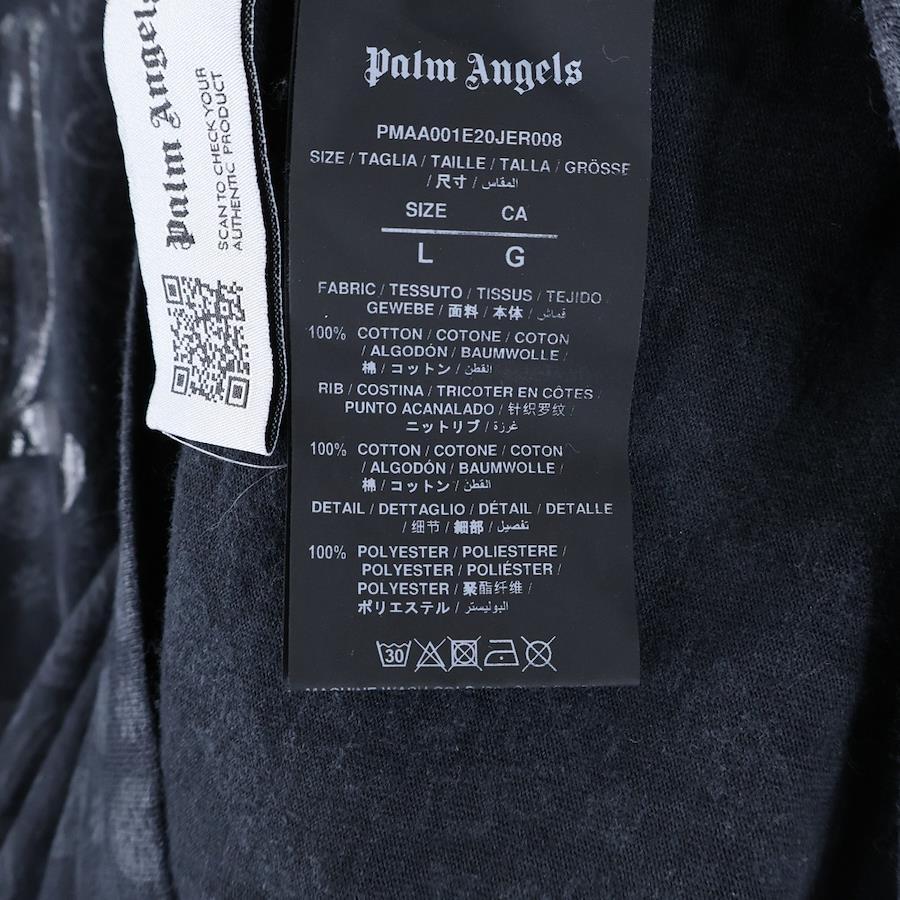 Palm Angels
SCAN TO CHECK YOUR
AUTHENTIC PRODUCT
Palm Angels
PMAA001E20JER008
SIZE / TAGLIA / TAILLE / TALLA / GRÖSSE
/ 尺寸 / المقاس
SIZE CA
L G
FABRIC / TESSUTO / TISSUS / TEJIDO
GEWEBE / 面料 / 本体 / قماش
100% COTTON / COTONE / COTON
/ ALGODÓN / BAUMWOLLE /
棉 / コットン / القطن
RIB / COSTINA / TRICOTER EN CÔTES /
PUNTO ACANALADO / 针织罗纹 /
ニットリブ / غرزة
100% COTTON / COTONE / COTON
/ ALGODÓN / BAUMWOLLE /
棉 / コットン / القطن
DETAIL / DETTAGLIO / DÉTAIL / DETALLE
/ 细节 / 細部 / تفصيل
100% POLYESTER / POLIESTERE /
POLYESTER / POLIÉSTER /
POLYESTER / 聚酯纤维 /
ポリエステル / البوليستر
30
MACHINE WASH COLD